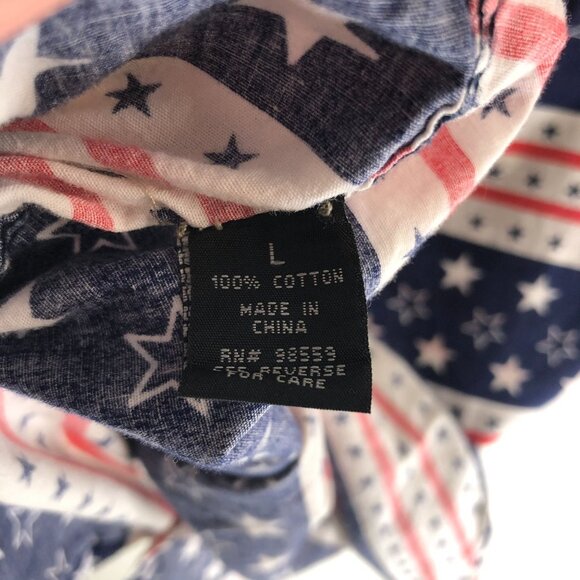 L
100% COTTON
MADE IN
CHINA
RN# 98559
SEE REVERSE
FOR CARE